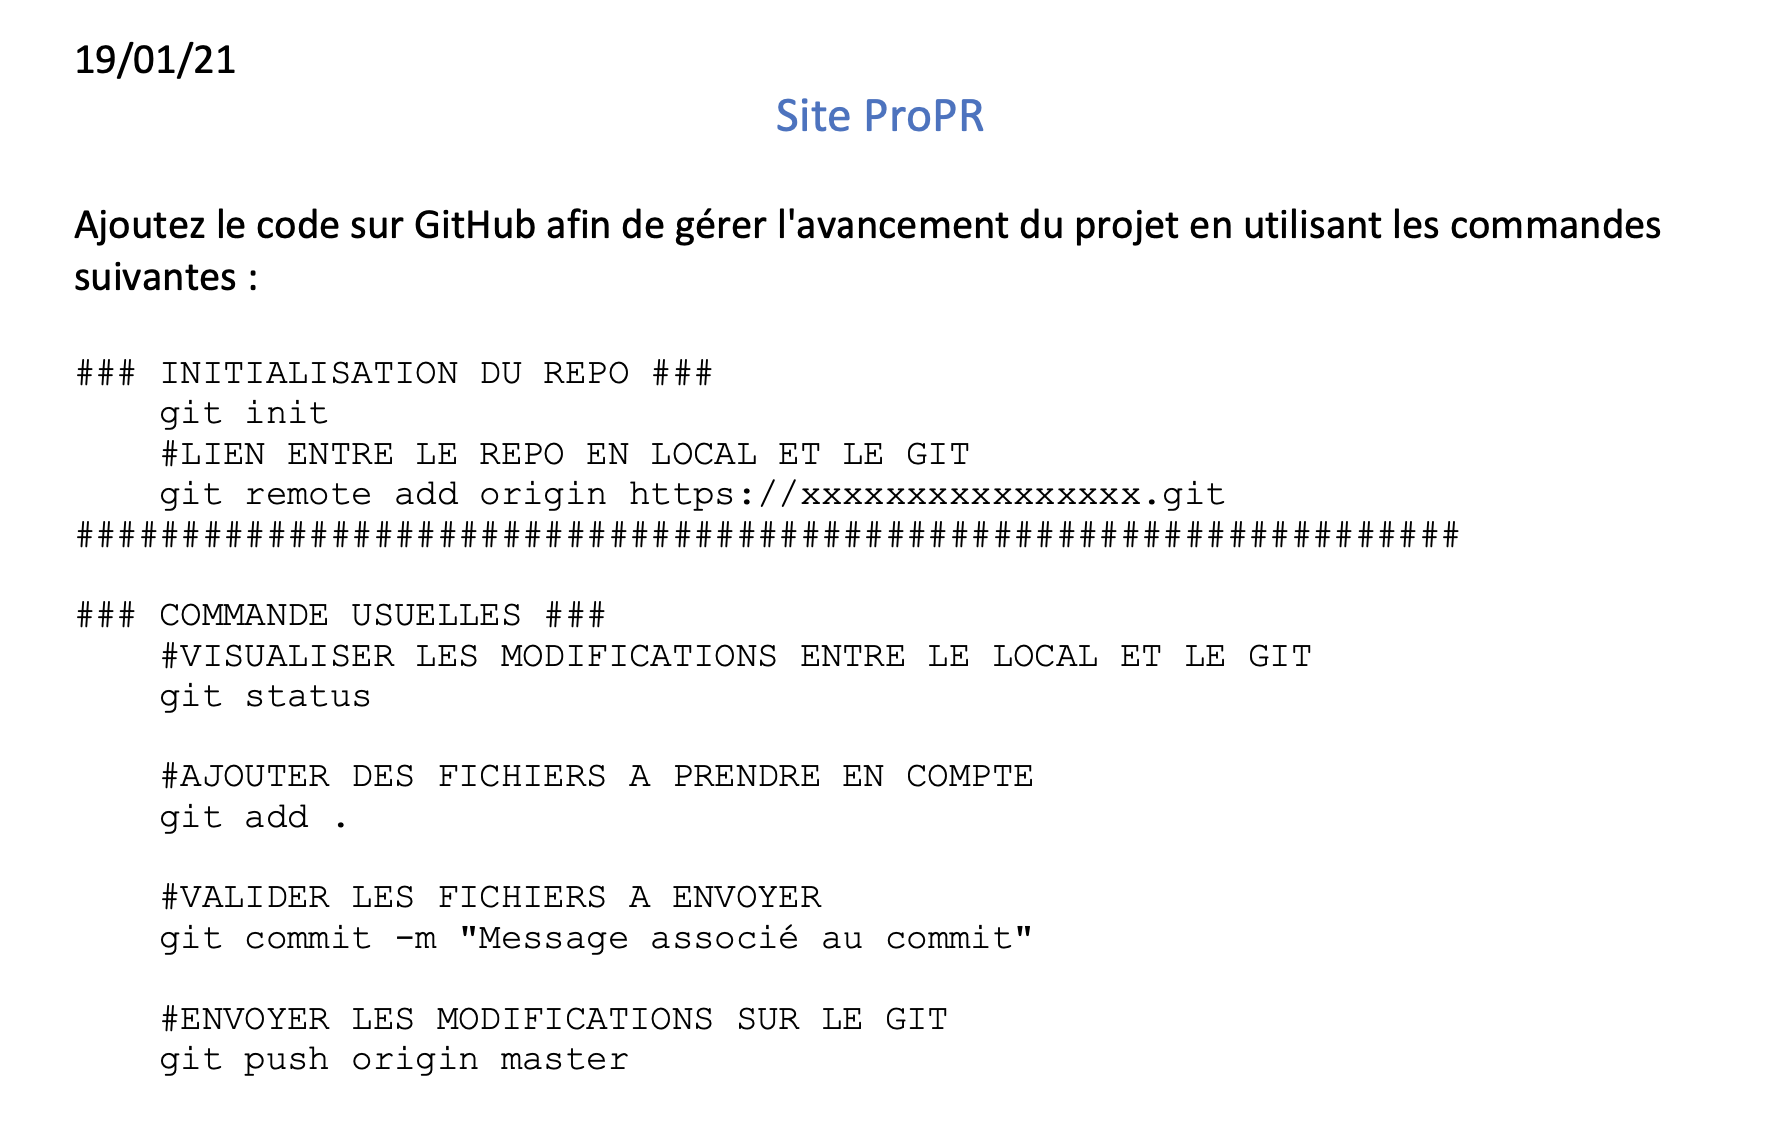 19/01/21
Site ProPR
Ajoutez le code sur GitHub afin de gérer l'avancement du projet en utilisant les commandes
suivantes :
### INITIALISATION DU REPO ###
git init
#LIEN ENTRE LE REPO EN LOCAL ET LE GIT
git remote add origin https://xxxxxxxxxxxxxxxx.git
#################################################################
### COMMANDE USUELLES ###
#VISUALISER LES MODIFICATIONS ENTRE LE LOCAL ET LE GIT
git status
#AJOUTER DES FICHIERS A PRENDRE EN COMPTE
git add .
#VALIDER LES FICHIERS A ENVOYER
git commit -m "Message associé au commit"
#ENVOYER LES MODIFICATIONS SUR LE GIT
git push origin master